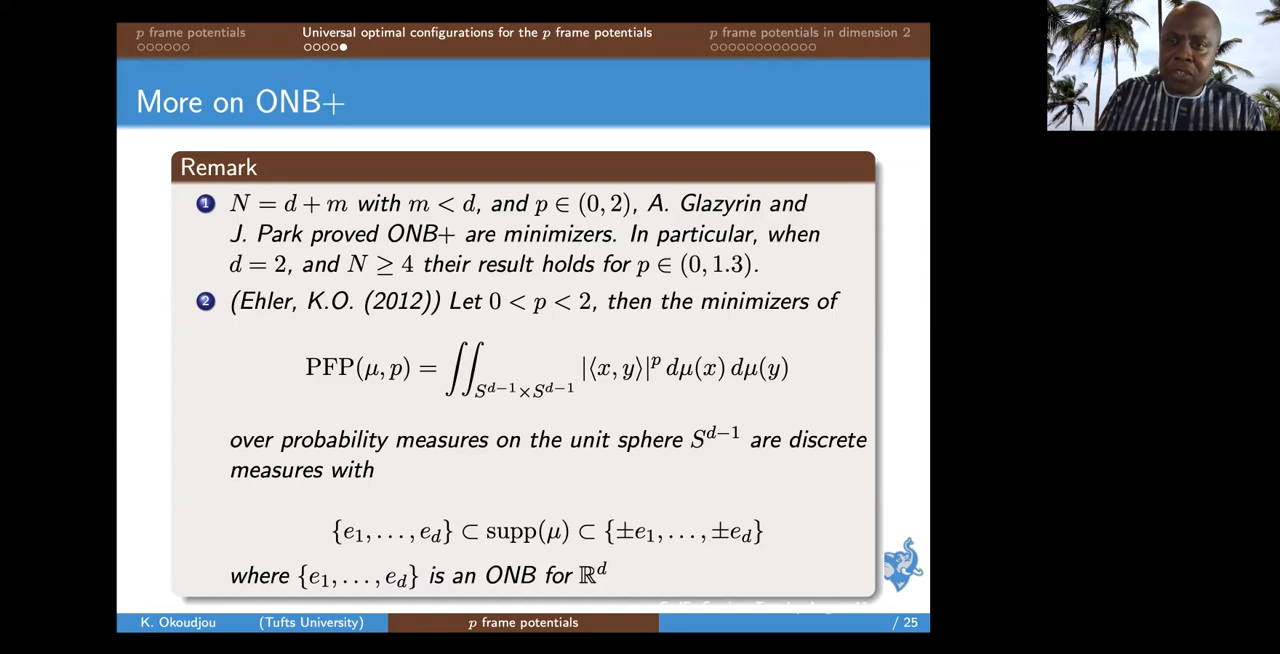 p frame potentials
Universal optimal configurations for the p frame potentials
p frame potentials in dimension 2
More on ONB+
Remark
1 N = d + m with m < d, and p ∈ (0, 2), A. Glazyrin and
J. Park proved ONB+ are minimizers. In particular, when
d = 2, and N ≥ 4 their result holds for p ∈ (0, 1.3).
2 (Ehler, K.O. (2012)) Let 0 < p < 2, then the minimizers of
PFP(μ, p) = ∬_{S^{d−1}×S^{d−1}} |⟨x, y⟩|^p dμ(x) dμ(y)
over probability measures on the unit sphere S^{d−1} are discrete
measures with
{e_1, . . . , e_d} ⊂ supp(μ) ⊂ {±e_1, . . . , ±e_d}
where {e_1, . . . , e_d} is an ONB for ℝ^d
K. Okoudjou (Tufts University)
p frame potentials
/ 25